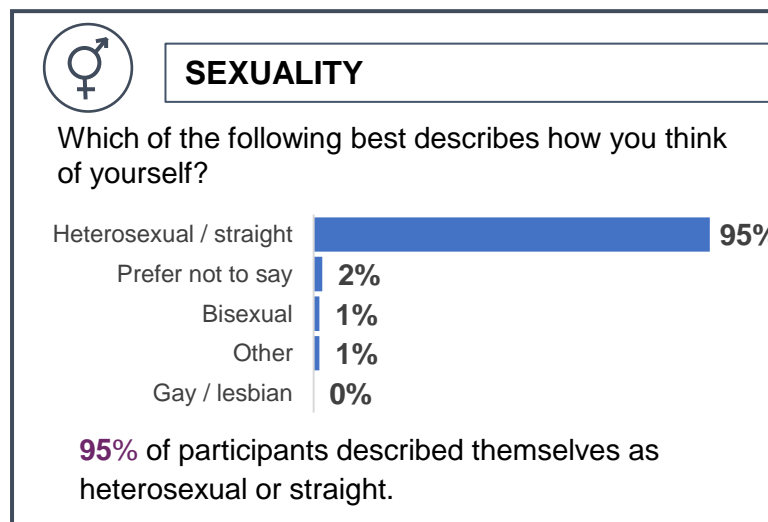 SEXUALITY
Which of the following best describes how you think
of yourself?
Heterosexual / straight 95%
Prefer not to say 2%
Bisexual 1%
Other 1%
Gay / lesbian 0%
95% of participants described themselves as
heterosexual or straight.